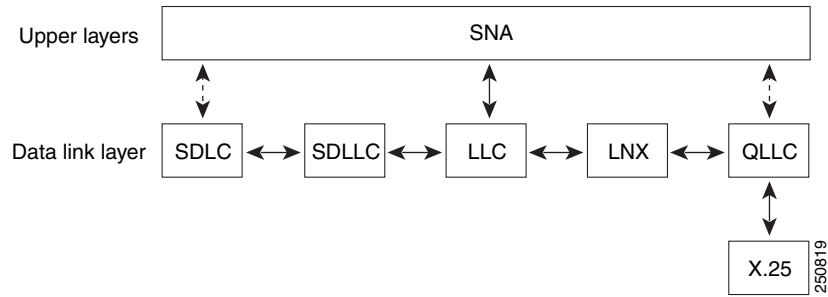 Upper layers
SNA
Data link layer
SDLC
SDLLC
LLC
LNX
QLLC
X.25
250819